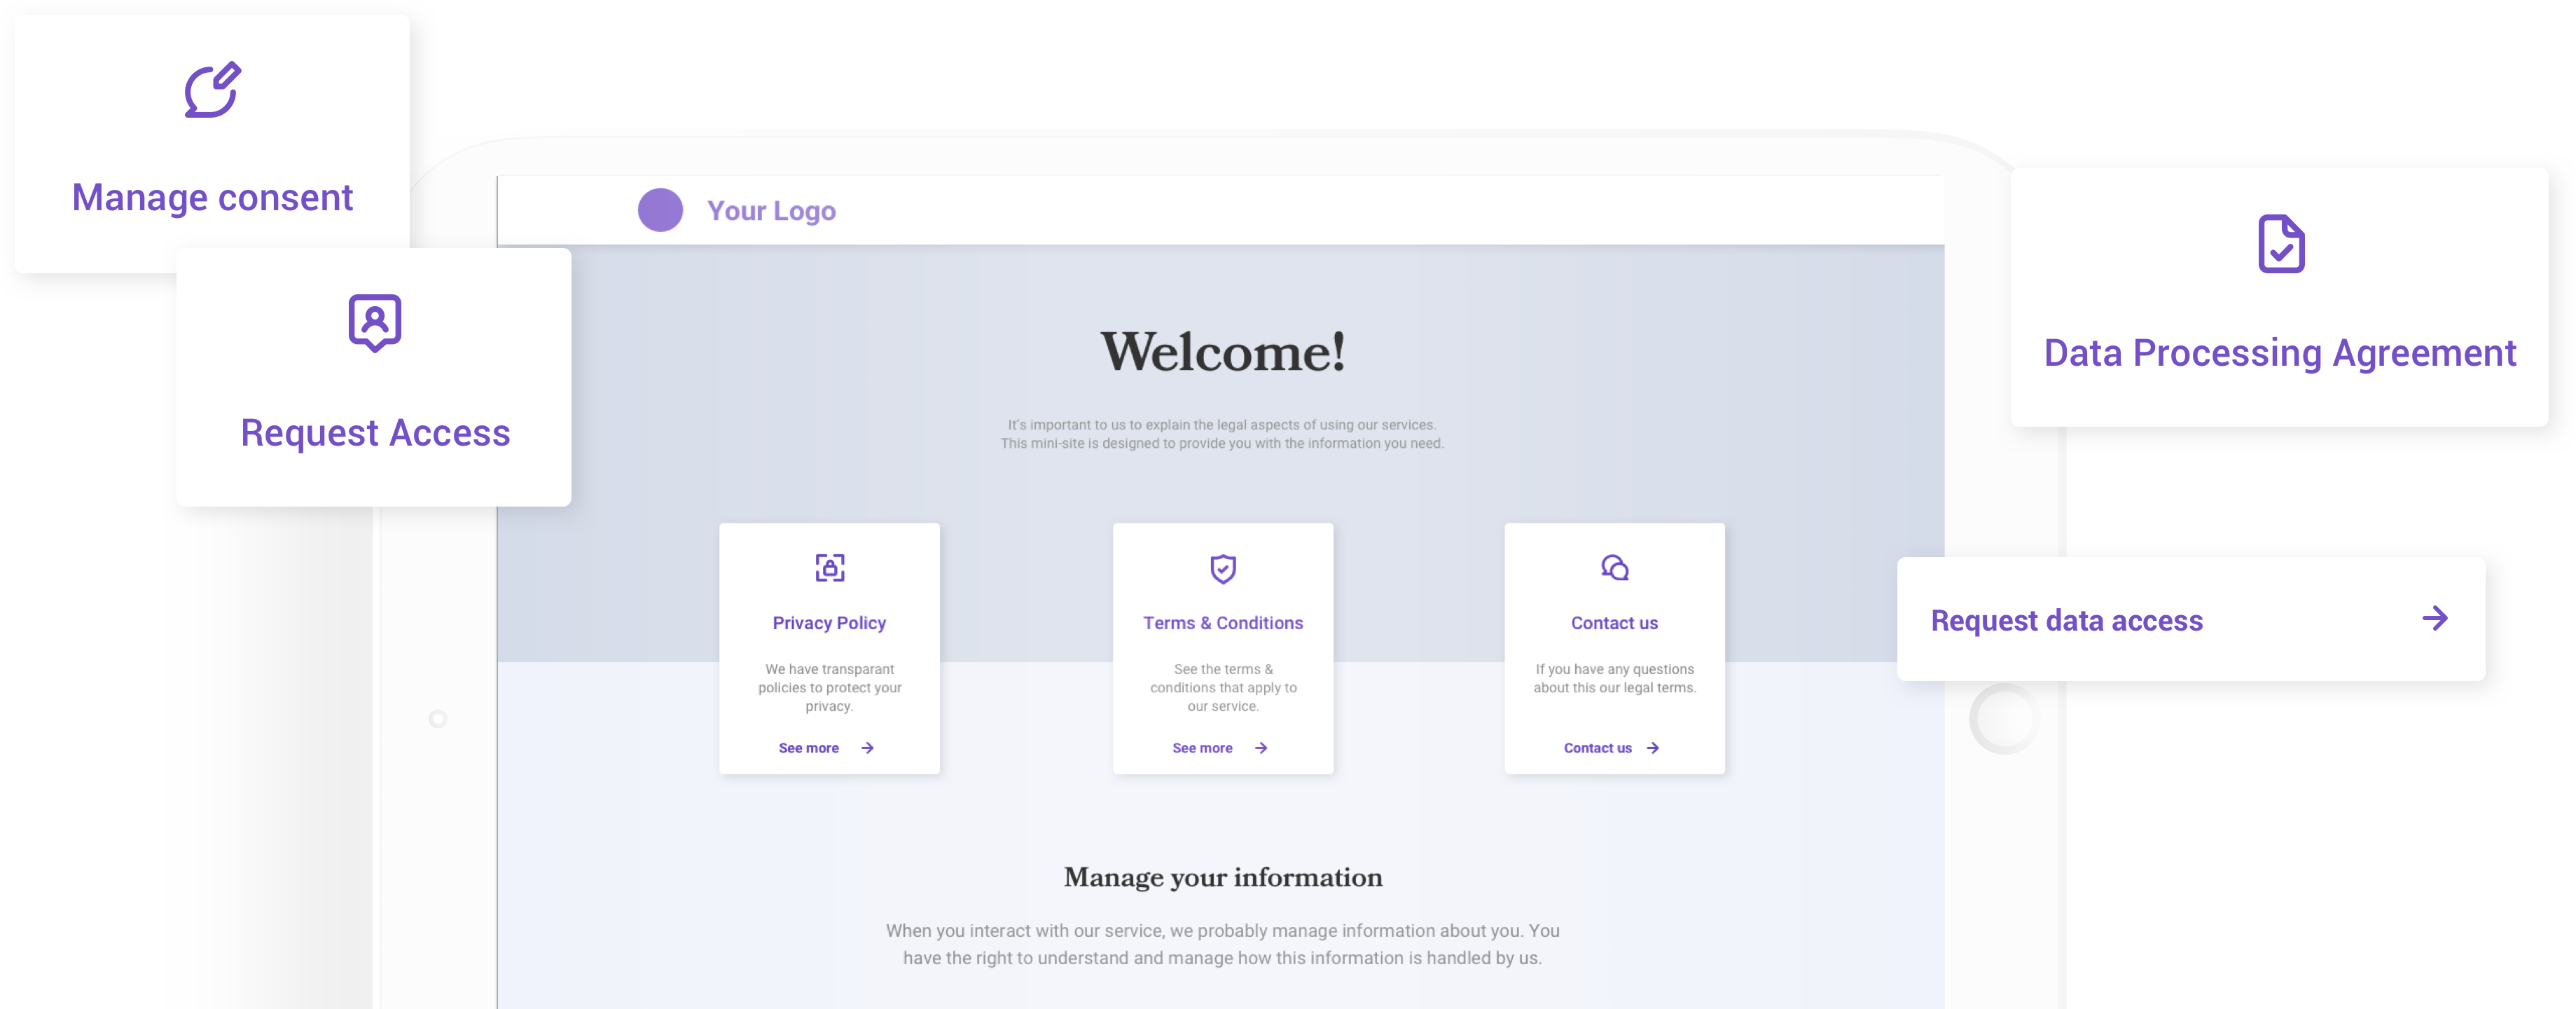 Manage consent
Request Access
Your Logo
Welcome!
It's important to us to explain the legal aspects of using our services.
This mini-site is designed to provide you with the information you need.
Data Processing Agreement
Privacy Policy
We have transparant
policies to protect your
privacy.
See more
Terms & Conditions
See the terms &
conditions that apply to
our service.
See more
Contact us
If you have any questions
about this our legal terms.
Contact us
Request data access
Manage your information
When you interact with our service, we probably manage information about you. You
have the right to understand and manage how this information is handled by us.